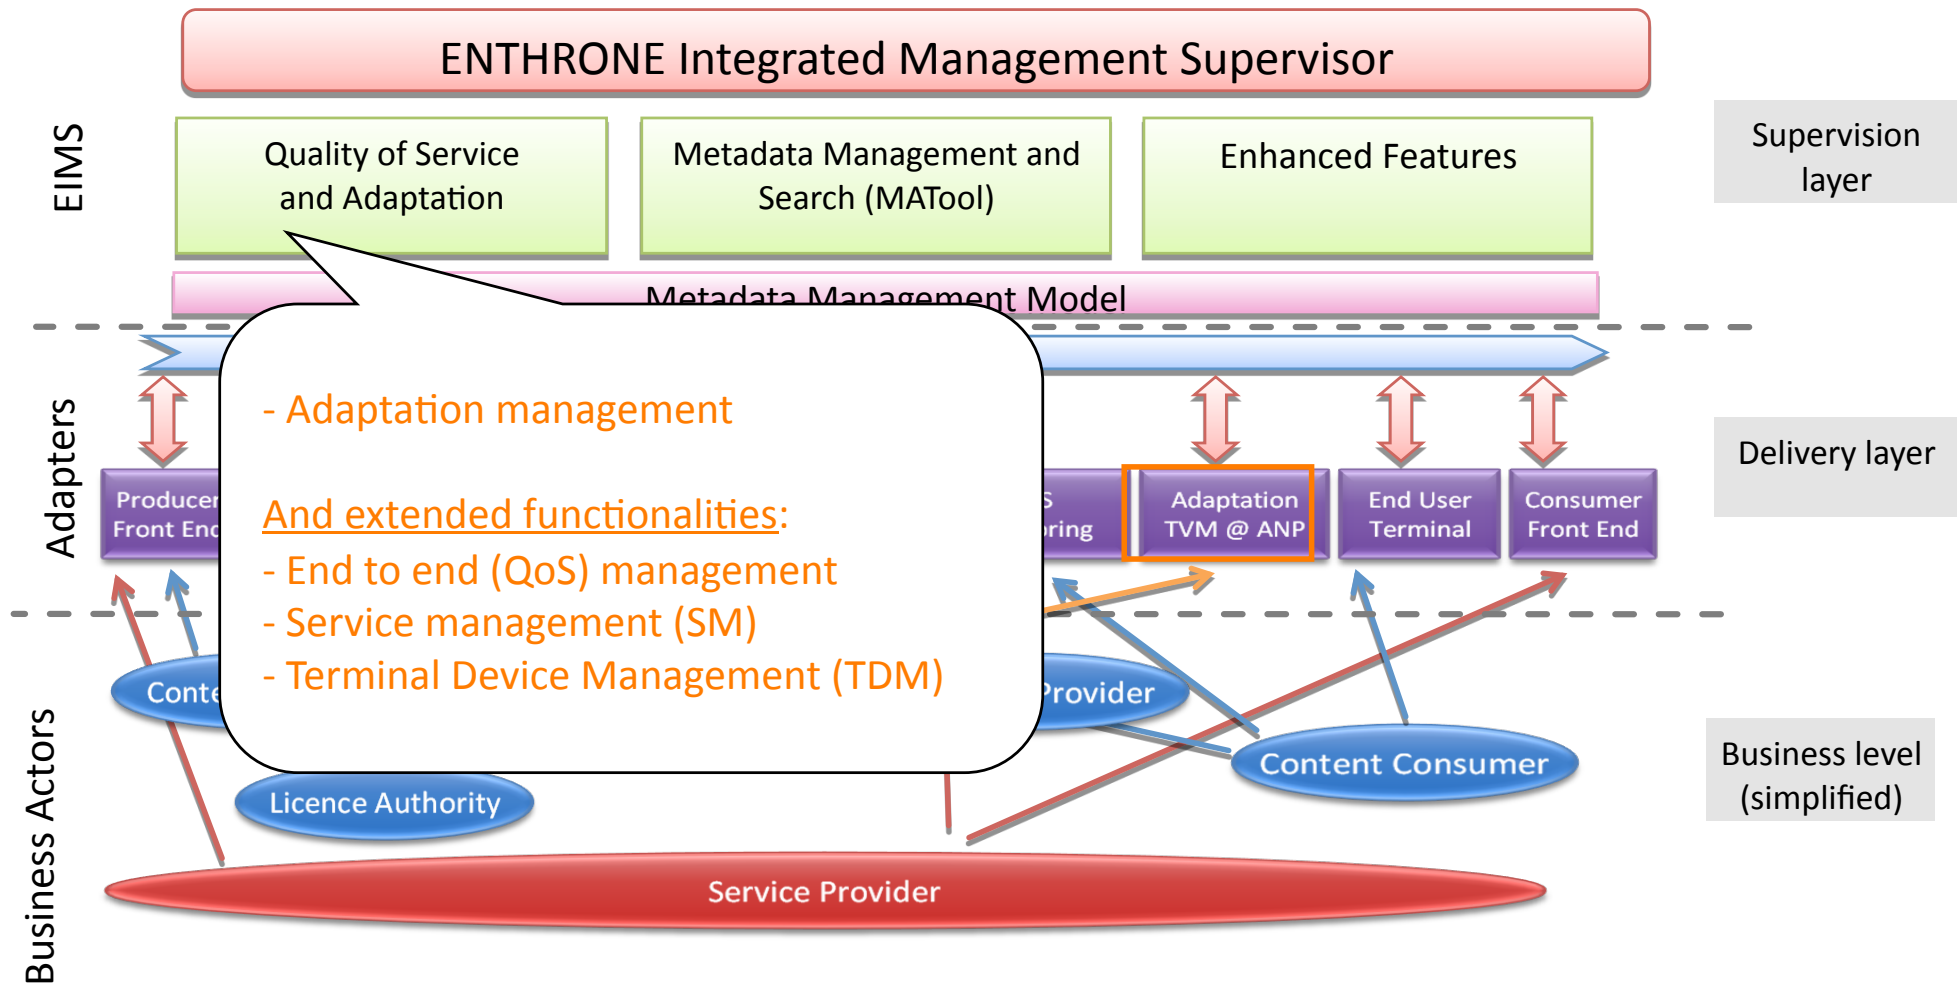 ENTHRONE Integrated Management Supervisor
EIMS
Quality of Service
and Adaptation
Metadata Management and
Search (MATool)
Enhanced Features
Supervision
layer
Metadata Management Model
Adapters
- Adaptation management
And extended functionalities:
- End to end (QoS) management
- Service management (SM)
- Terminal Device Management (TDM)
Producer
Front End
Adaptation
TVM @ ANP
End User
Terminal
Consumer
Front End
Delivery layer
Business Actors
Provider
Content Consumer
Licence Authority
Service Provider
Business level
(simplified)